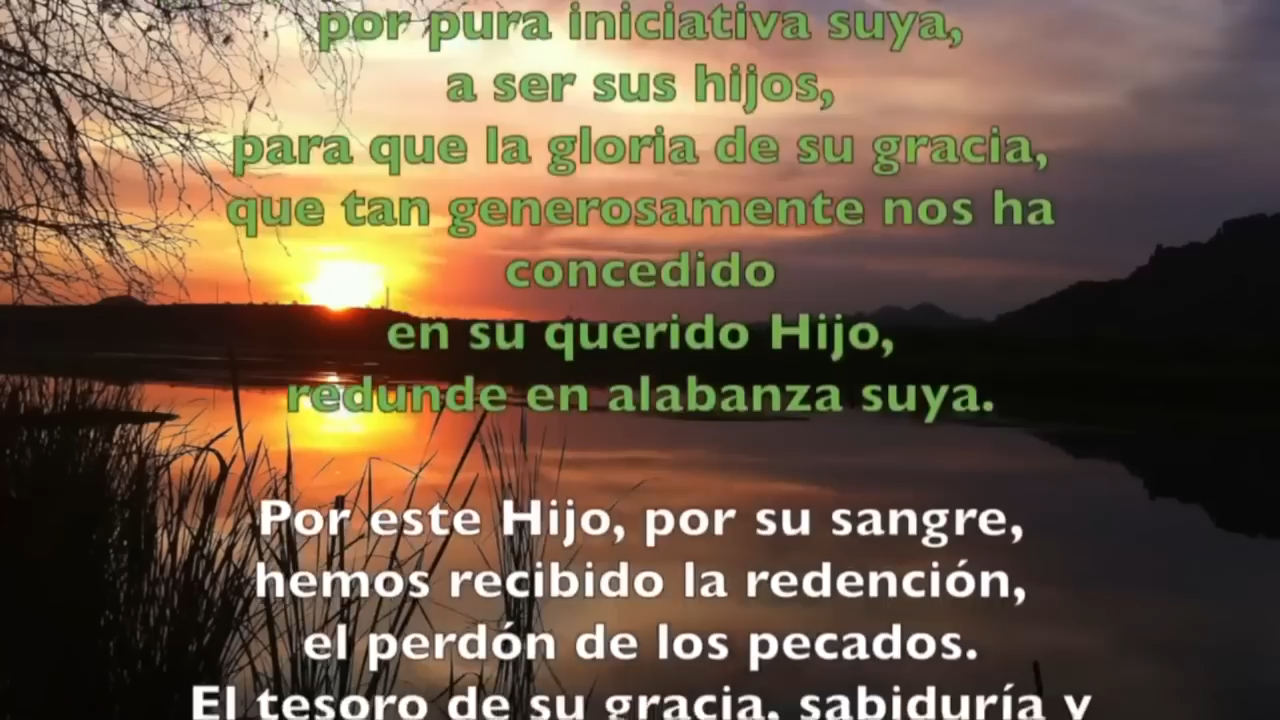 por pura iniciativa suya,
a ser sus hijos,
para que la gloria de su gracia,
que tan generosamente nos ha
concedido
en su querido Hijo,
redunde en alabanza suya.
Por este Hijo, por su sangre,
hemos recibido la redención,
el perdón de los pecados.
El tesoro de su gracia, sabiduría y